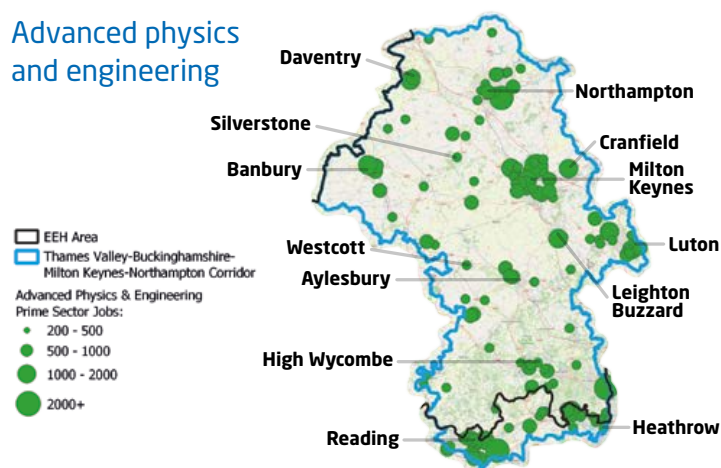 Advanced physics
and engineering
Daventry
Northampton
Silverstone
Cranfield
Banbury
Milton
Keynes
EEH Area
Thames Valley-Buckinghamshire-
Milton Keynes-Northampton Corridor
Westcott
Luton
Aylesbury
Leighton
Buzzard
Advanced Physics & Engineering
Prime Sector Jobs:
200 - 500
500 - 1000
1000 - 2000
2000+
High Wycombe
Heathrow
Reading